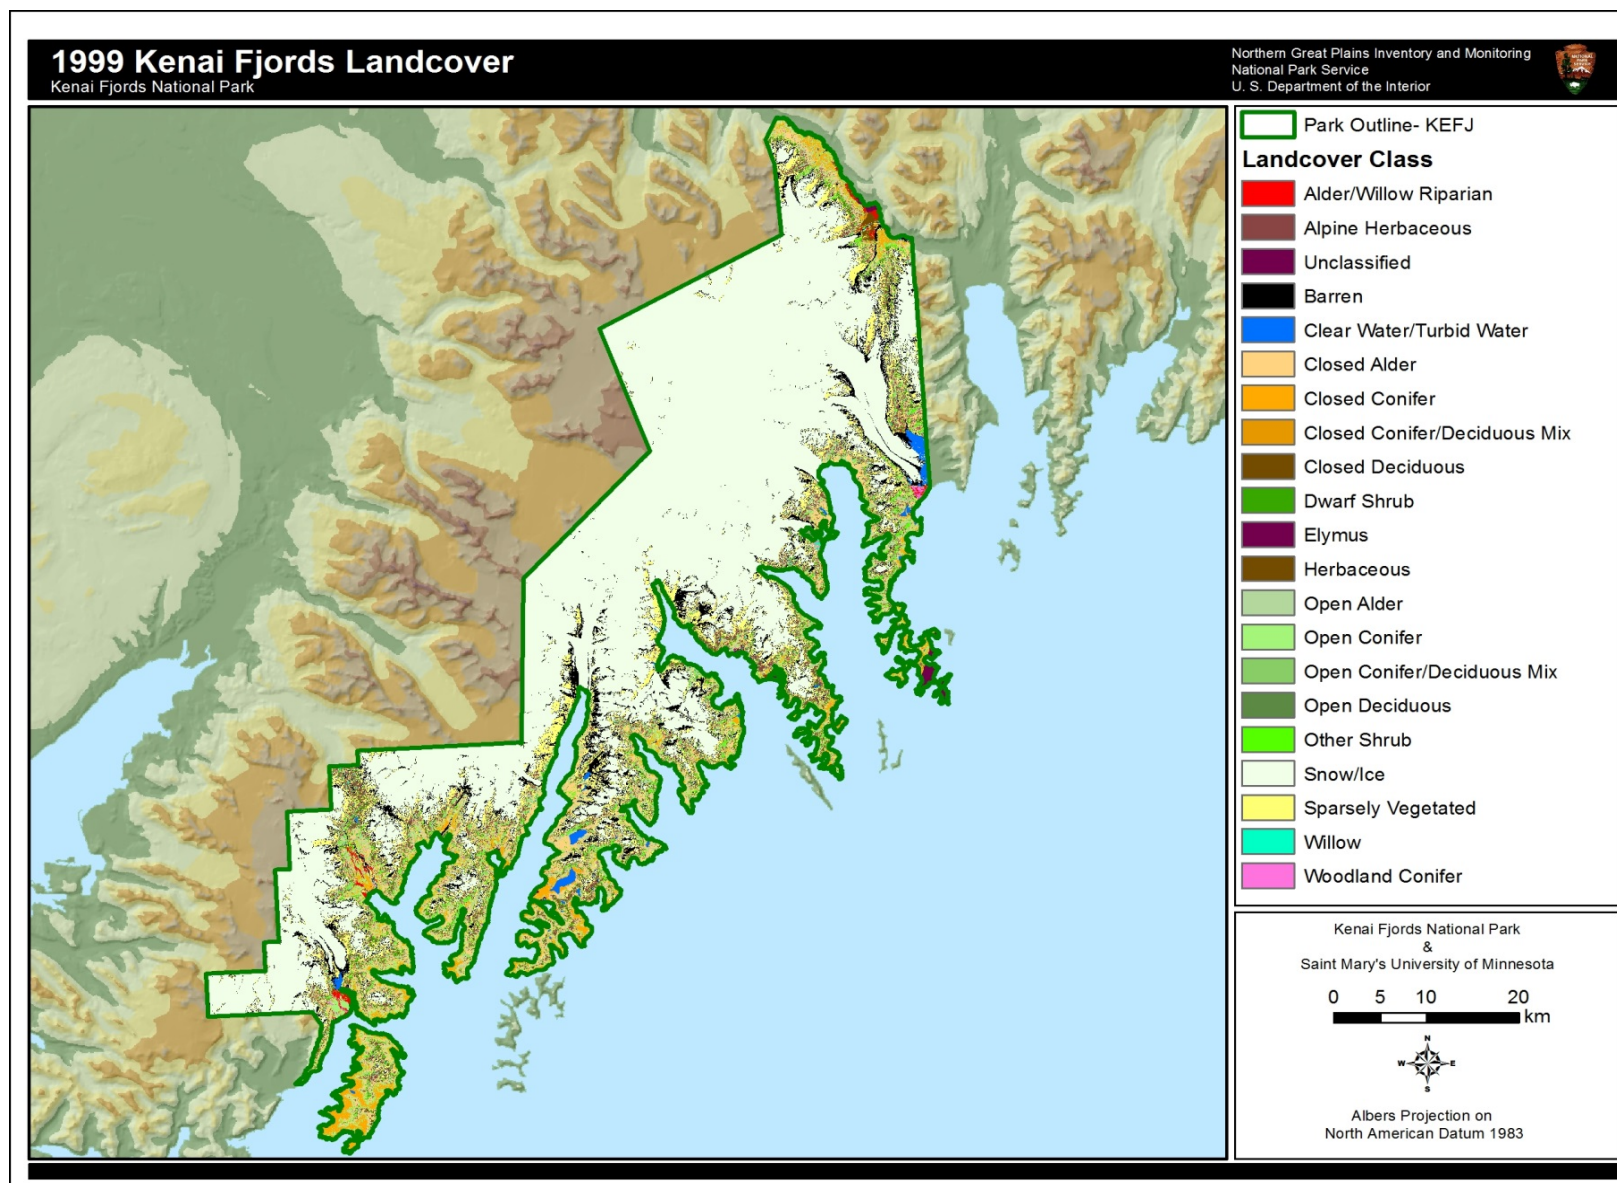 1999 Kenai Fjords Landcover
Kenai Fjords National Park
Northern Great Plains Inventory and Monitoring
National Park Service
U. S. Department of the Interior
NATIONAL
PARK
SERVICE
Park Outline- KEFJ
Landcover Class
Alder/Willow Riparian
Alpine Herbaceous
Unclassified
Barren
Clear Water/Turbid Water
Closed Alder
Closed Conifer
Closed Conifer/Deciduous Mix
Closed Deciduous
Dwarf Shrub
Elymus
Herbaceous
Open Alder
Open Conifer
Open Conifer/Deciduous Mix
Open Deciduous
Other Shrub
Snow/Ice
Sparsely Vegetated
Willow
Woodland Conifer
Kenai Fjords National Park
&
Saint Mary's University of Minnesota
0 5 10 20
km
N
W E
S
Albers Projection on
North American Datum 1983